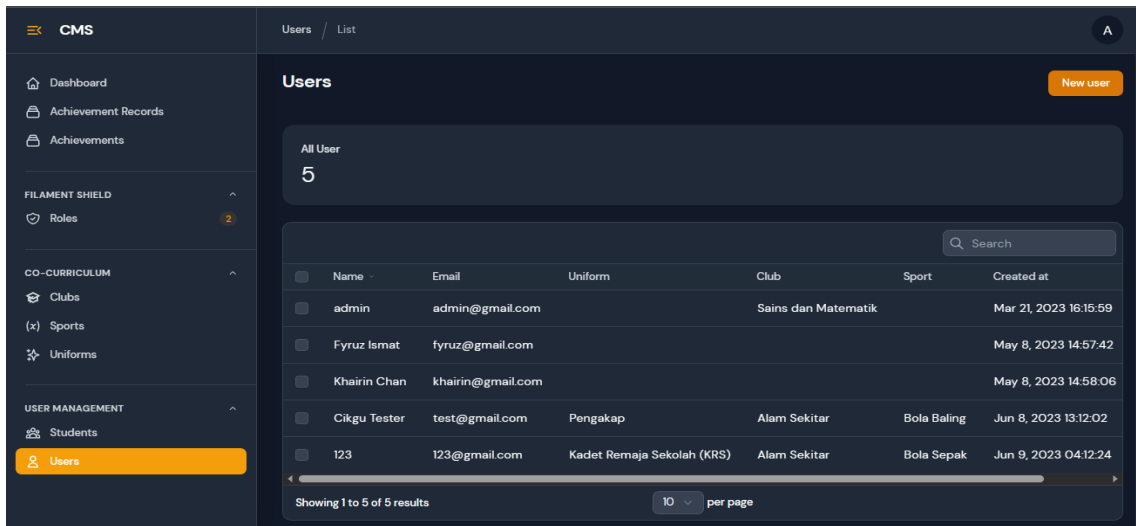 CMS
Users / List
A
Dashboard
Achievement Records
Achievements
FILAMENT SHIELD
Roles 2
CO-CURRICULUM
Clubs
(x) Sports
Uniforms
USER MANAGEMENT
Students
Users
Users
New user
All User
5
Search
Name Email Uniform Club Sport Created at
admin admin@gmail.com Sains dan Matematik Mar 21, 2023 16:15:59
Fyruz Ismat fyruz@gmail.com May 8, 2023 14:57:42
Khairin Chan khairin@gmail.com May 8, 2023 14:58:06
Cikgu Tester test@gmail.com Pengakap Alam Sekitar Bola Baling Jun 8, 2023 13:12:02
123 123@gmail.com Kadet Remaja Sekolah (KRS) Alam Sekitar Bola Sepak Jun 9, 2023 04:12:24
Showing 1 to 5 of 5 results
10 per page